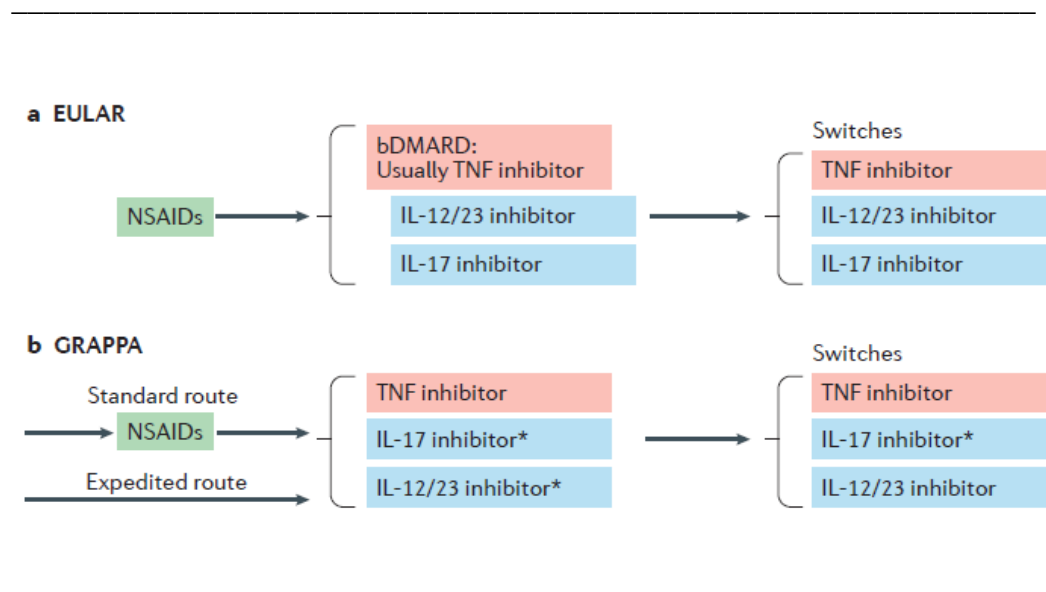 a EULAR
NSAIDs
bDMARD:
Usually TNF inhibitor
IL-12/23 inhibitor
IL-17 inhibitor
Switches
TNF inhibitor
IL-12/23 inhibitor
IL-17 inhibitor
b GRAPPA
Standard route
NSAIDs
Expedited route
TNF inhibitor
IL-17 inhibitor*
IL-12/23 inhibitor*
Switches
TNF inhibitor
IL-17 inhibitor*
IL-12/23 inhibitor